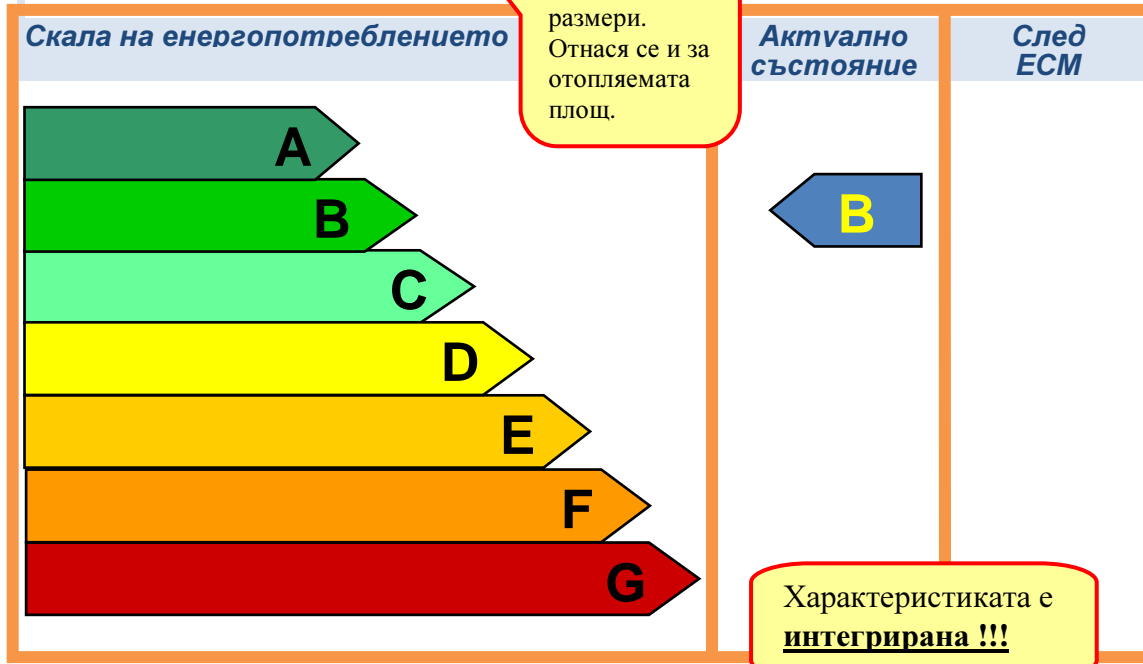 размери.
Отнася се и за
отопляемата
площ.
Скала на енергопотреблението
Актуално
състояние
След
ЕСМ
A
B
B
C
D
E
F
G
Характеристиката е
интегрирана !!!